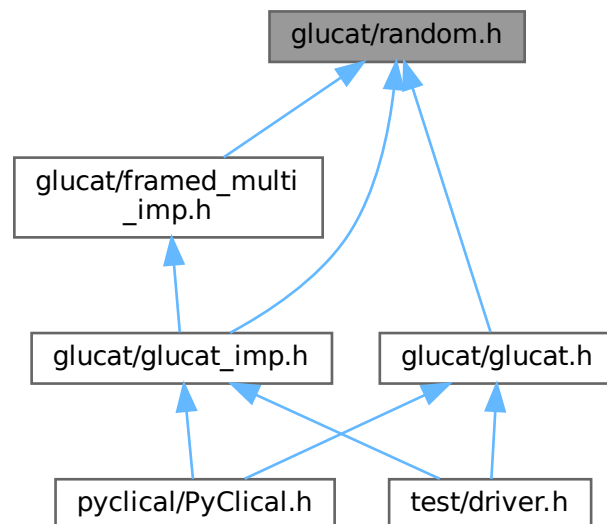 glucat/random.h
glucat/framed_multi
_imp.h
glucat/glucat_imp.h
glucat/glucat.h
pyclical/PyClical.h
test/driver.h